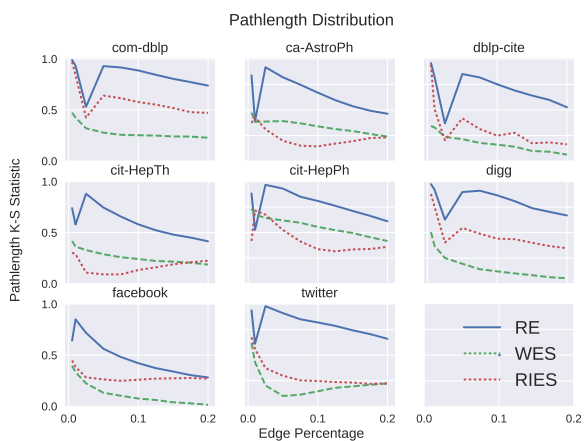 Pathlength Distribution
com-dblp ca-AstroPh dblp-cite
1.0
0.5
0.0
cit-HepTh cit-HepPh digg
1.0
0.5
0.0
facebook twitter
1.0
0.5
0.0
RE
WES
RIES
0.0 0.1 0.2 0.1 0.2 0.0 0.1 0.2
Edge Percentage
Pathlength K-S Statistic